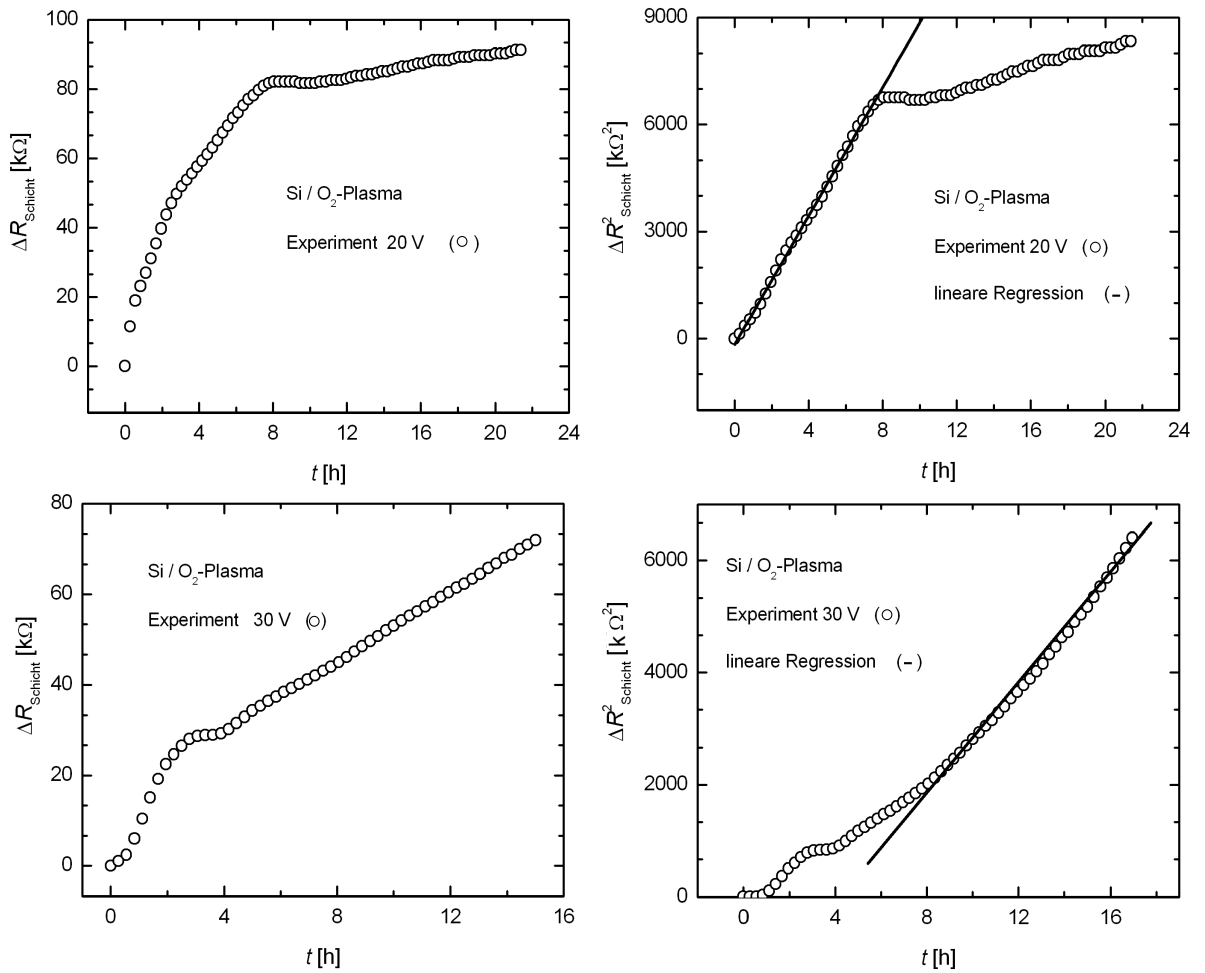 100
80
60
40
20
0
ΔR_Schicht [kΩ]
Si / O₂-Plasma
Experiment 20 V (○)
0 4 8 12 16 20 24
t [h]
9000
6000
3000
0
ΔR²_Schicht [kΩ²]
Si / O₂-Plasma
Experiment 20 V (○)
lineare Regression (–)
0 4 8 12 16 20 24
t [h]
80
60
40
20
0
ΔR_Schicht [kΩ]
Si / O₂-Plasma
Experiment 30 V (○)
0 4 8 12 16
t [h]
6000
4000
2000
0
ΔR²_Schicht [k Ω²]
Si / O₂-Plasma
Experiment 30 V (○)
lineare Regression (–)
0 4 8 12 16
t [h]